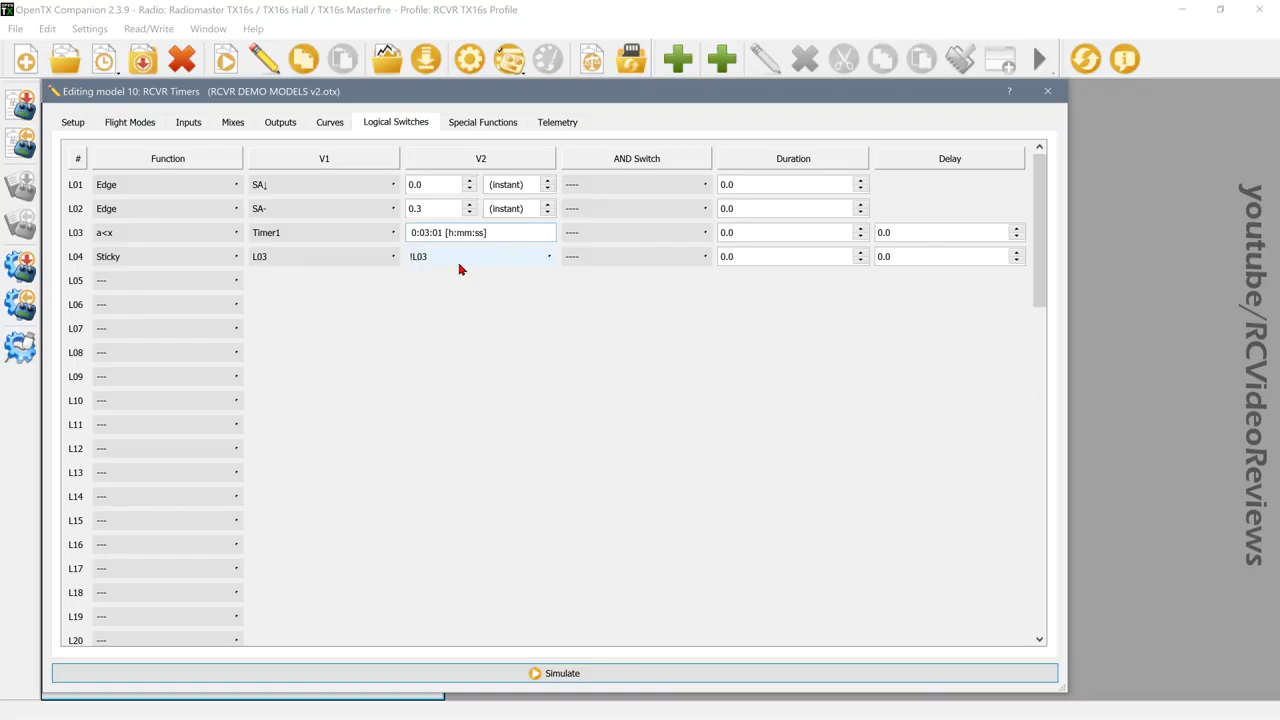 OPEN TX OpenTX Companion 2.3.9 - Radio: Radiomaster TX16s / TX16s Hall / TX16s Masterfire - Profile: RCVR TX16s Profile
File Edit Settings Read/Write Window Help
Editing model 10: RCVR Timers (RCVR DEMO MODELS v2.otx) ?
Setup Flight Modes Inputs Mixes Outputs Curves Logical Switches Special Functions Telemetry
# Function V1 V2 AND Switch Duration Delay
L01 Edge SA↓ 0.0 (instant) ---- 0.0
L02 Edge SA- 0.3 (instant) ---- 0.0
L03 a<x Timer1 0:03:01 [h:mm:ss] ---- 0.0 0.0
L04 Sticky L03 !L03 ---- 0.0 0.0
L05 ---
L06 ---
L07 ---
L08 ---
L09 ---
L10 ---
L11 ---
L12 ---
L13 ---
L14 ---
L15 ---
L16 ---
L17 ---
L18 ---
L19 ---
L20 ---
Simulate
youtube/RCVideoReviews